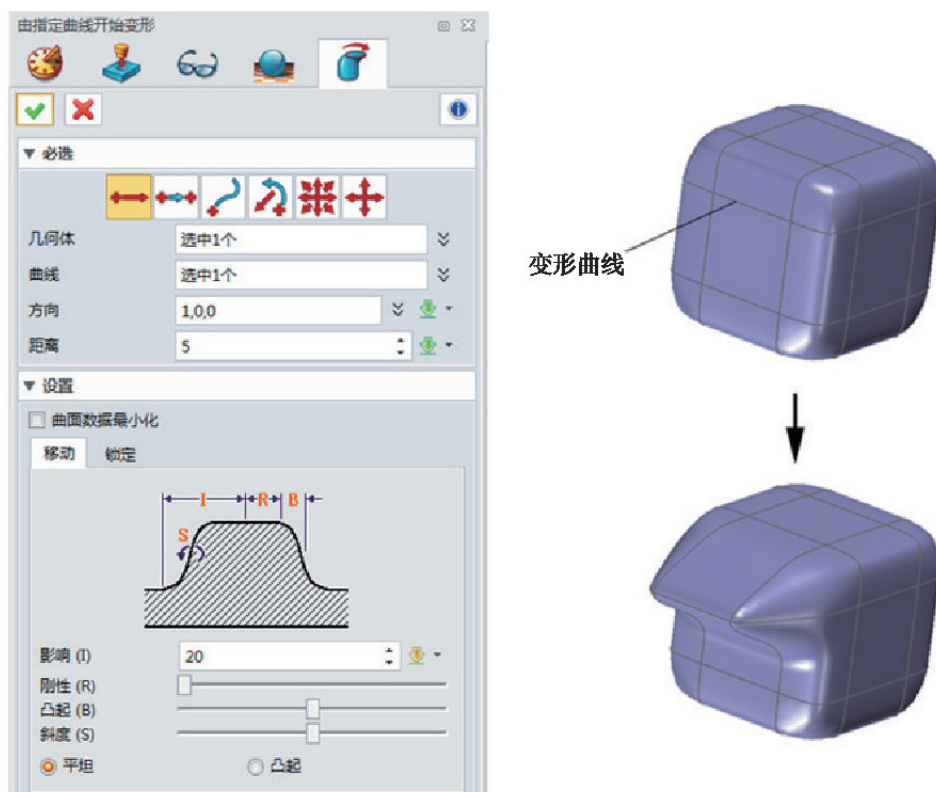 由指定曲线开始变形
必选
几何体 选中1个
曲线 选中1个
方向 1,0,0
距离 5
设置
曲面数据最小化
移动 锁定
I R B
S
影响 (I) 20
刚性 (R)
凸起 (B)
斜度 (S)
平坦 凸起
变形曲线